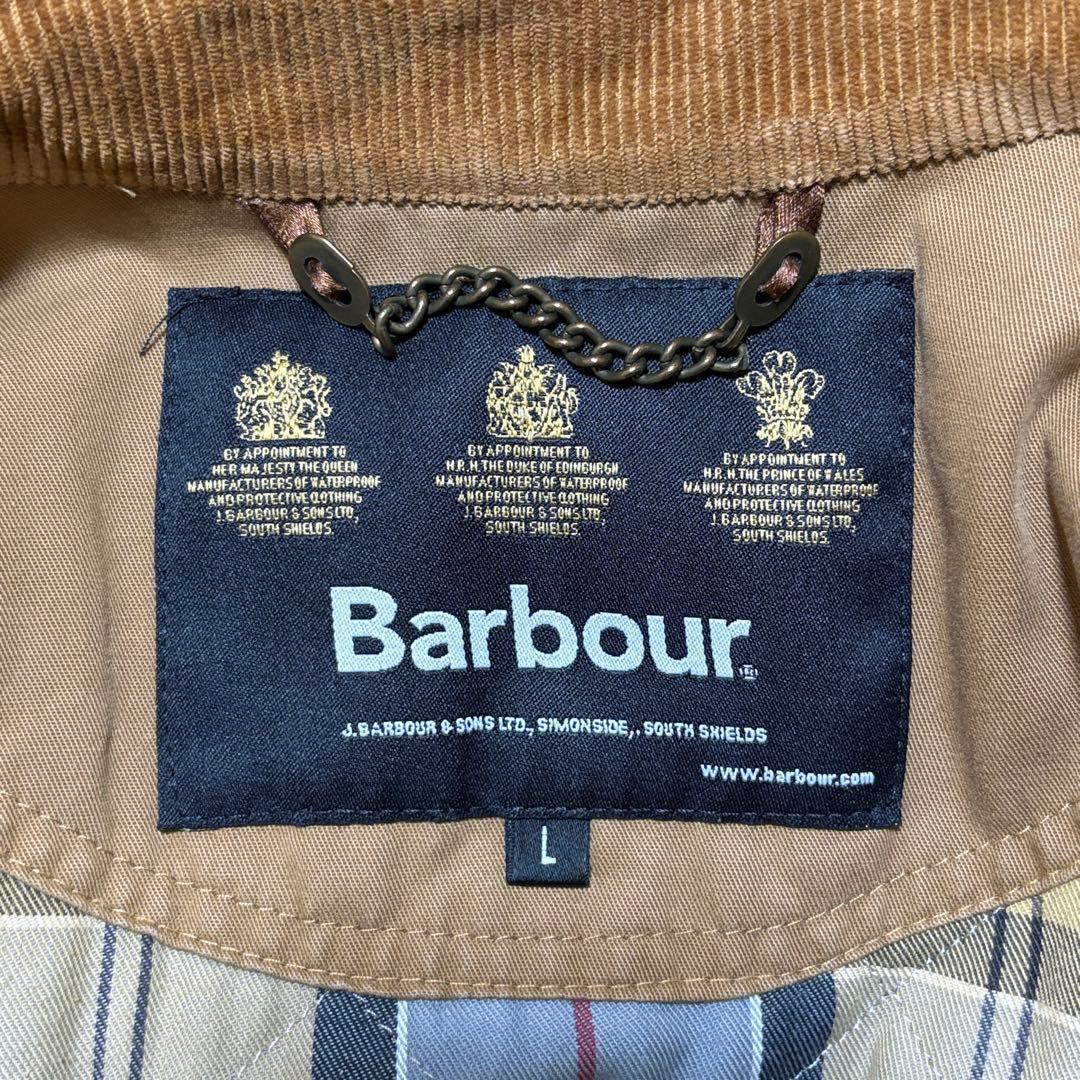 BY APPOINTMENT TO
HER MAJESTY THE QUEEN
MANUFACTURERS OF WATERPROOF
AND PROTECTIVE CLOTHING
J. BARBOUR & SONS LTD,
SOUTH SHIELDS.
BY APPOINTMENT TO
H.R.H. THE DUKE OF EDINBURGH
MANUFACTURERS OF WATERPROOF
AND PROTECTIVE CLOTHING
J. BARBOUR & SONS LTD,
SOUTH SHIELDS.
BY APPOINTMENT TO
H.R.H. THE PRINCE OF WALES
MANUFACTURERS OF WATERPROOF
AND PROTECTIVE CLOTHING
J. BARBOUR & SONS LTD,
SOUTH SHIELDS.
Barbour®
J. BARBOUR & SONS LTD., SIMONSIDE,. SOUTH SHIELDS
www.barbour.com
L